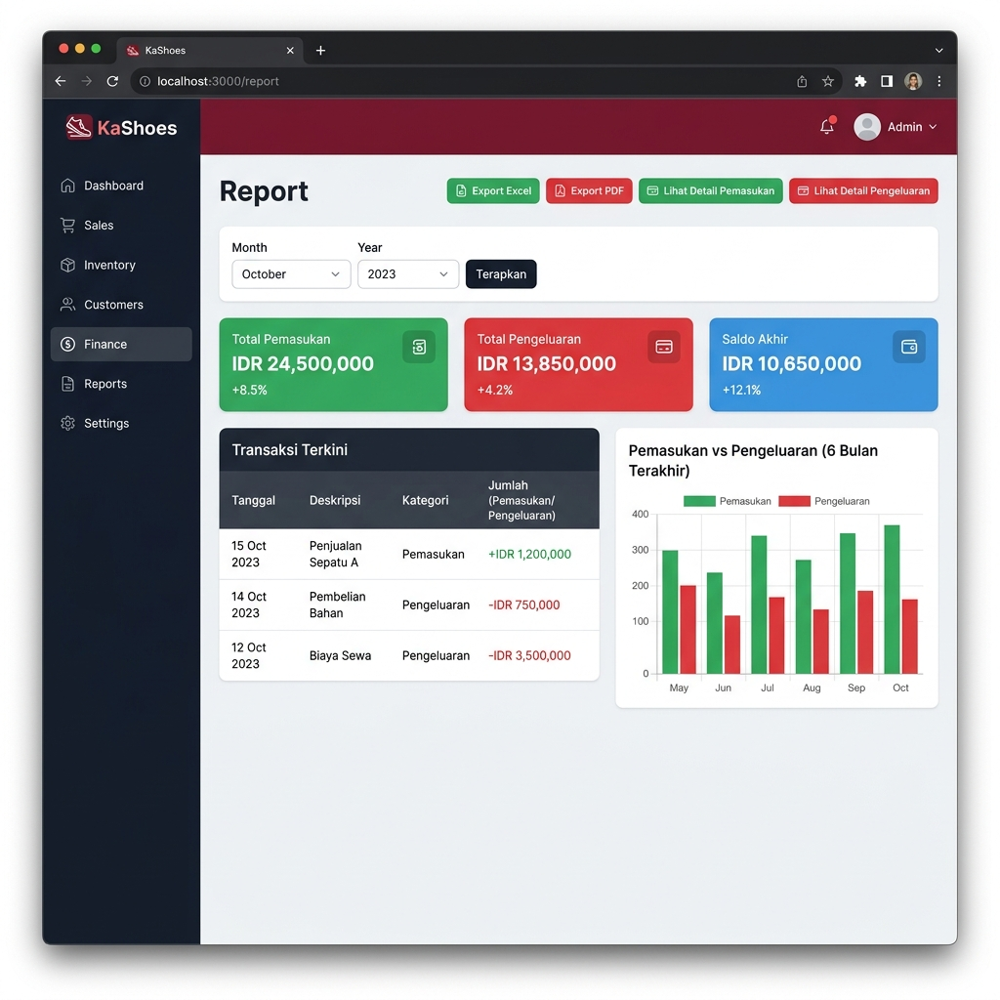 KaShoes
localhost:3000/report
KaShoes
Admin
Dashboard
Sales
Inventory
Customers
Finance
Reports
Settings
Report
Export Excel
Export PDF
Lihat Detail Pemasukan
Lihat Detail Pengeluaran
Month
Year
October
2023
Terapkan
Total Pemasukan
IDR 24,500,000
+8.5%
Total Pengeluaran
IDR 13,850,000
+4.2%
Saldo Akhir
IDR 10,650,000
+12.1%
Transaksi Terkini
Tanggal
Deskripsi
Kategori
Jumlah
(Pemasukan/
Pengeluaran)
15 Oct
2023
Penjualan
Sepatu A
Pemasukan
+IDR 1,200,000
14 Oct
2023
Pembelian
Bahan
Pengeluaran
-IDR 750,000
12 Oct
2023
Biaya Sewa
Pengeluaran
-IDR 3,500,000
Pemasukan vs Pengeluaran (6 Bulan
Terakhir)
Pemasukan
Pengeluaran
400
300
200
100
0
May
Jun
Jul
Aug
Sep
Oct